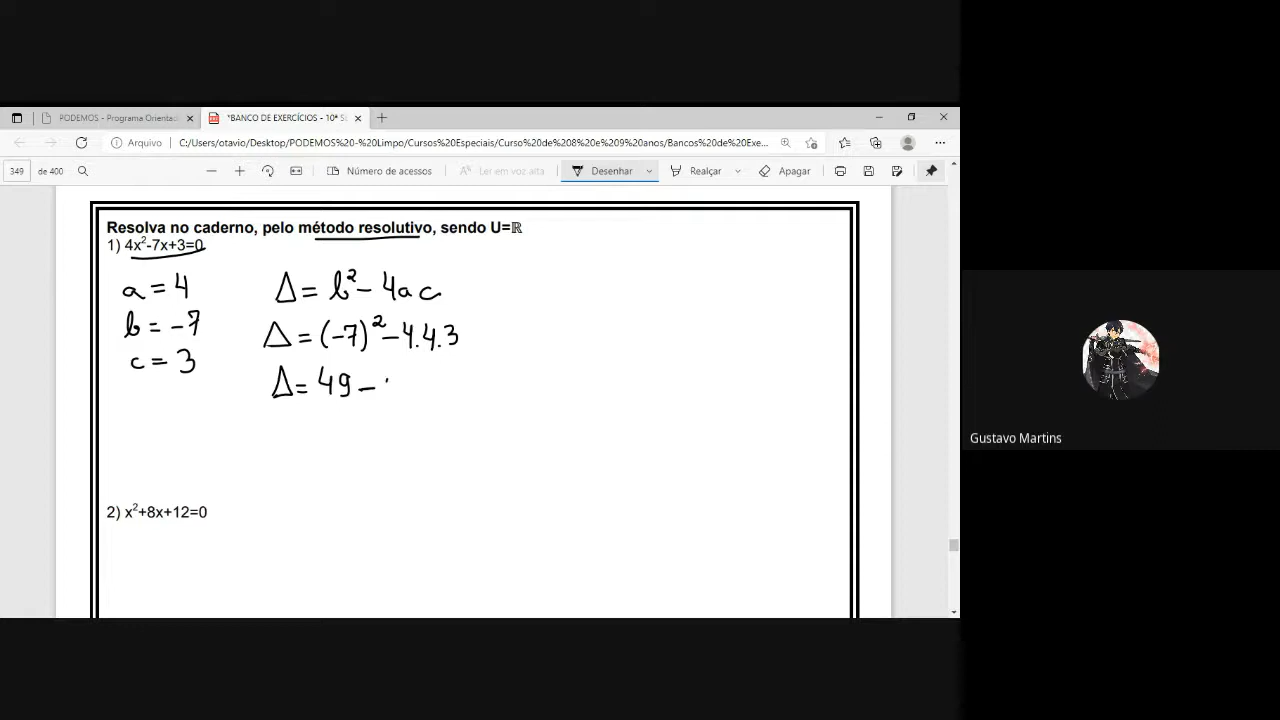 PODEMOS - Programa Orienta
*BANCO DE EXERCÍCIOS - 10ª S
Arquivo
C:/Users/otavio/Desktop/PODEMOS%20-%20Limpo/Cursos%20Especiais/Curso%20de%208%20e%209%20anos/Bancos%20de%20Exe...
349
de 400
Número de acessos
Ler em voz alta
Desenhar
Realçar
Apagar
Resolva no caderno, pelo método resolutivo, sendo U=ℝ
1) 4x²-7x+3=0
a = 4
b = -7
c = 3
Δ = b² - 4ac
Δ = (-7)² - 4.4.3
Δ = 49 -
2) x²+8x+12=0
Gustavo Martins